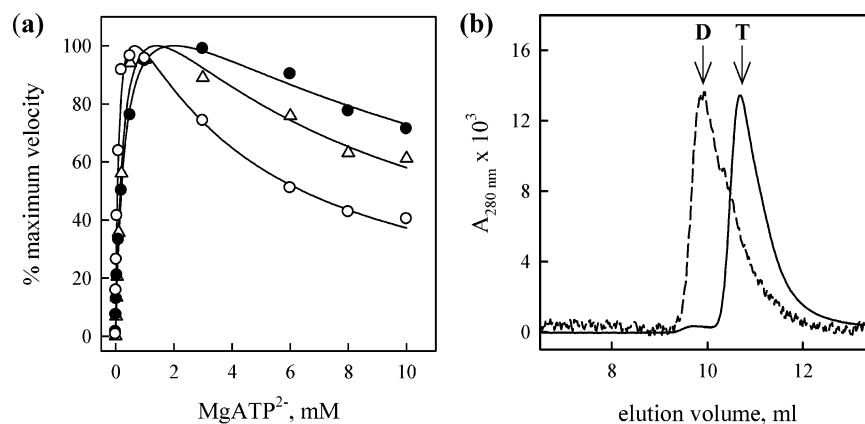 (a)
% maximum velocity
100
80
60
40
20
0
0 2 4 6 8 10
MgATP²⁻, mM
(b)
D T
A₂₈₀ ₙₘ x 10³
16
12
8
4
0
8 10 12
elution volume, ml